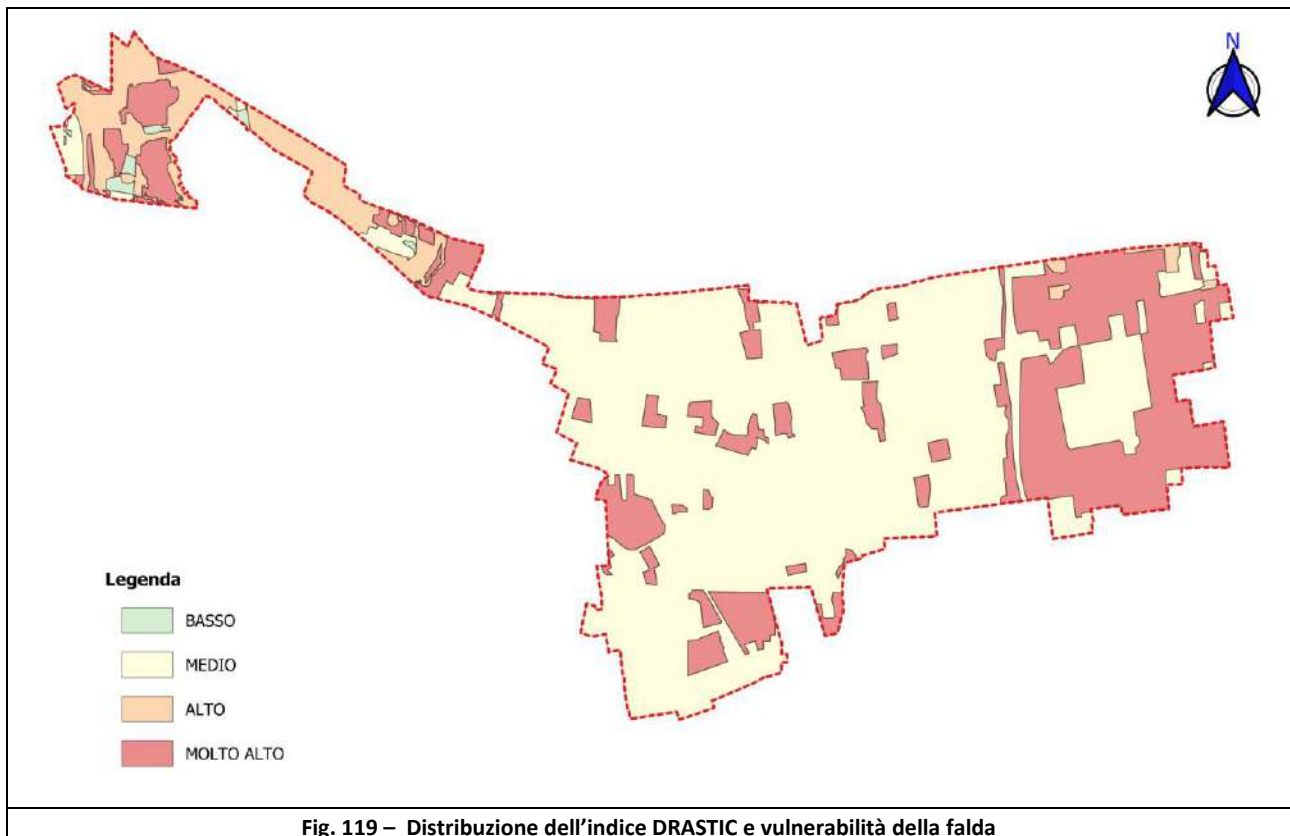 N
Legenda
BASSO
MEDIO
ALTO
MOLTO ALTO
Fig. 119 – Distribuzione dell'indice DRASTIC e vulnerabilità della falda